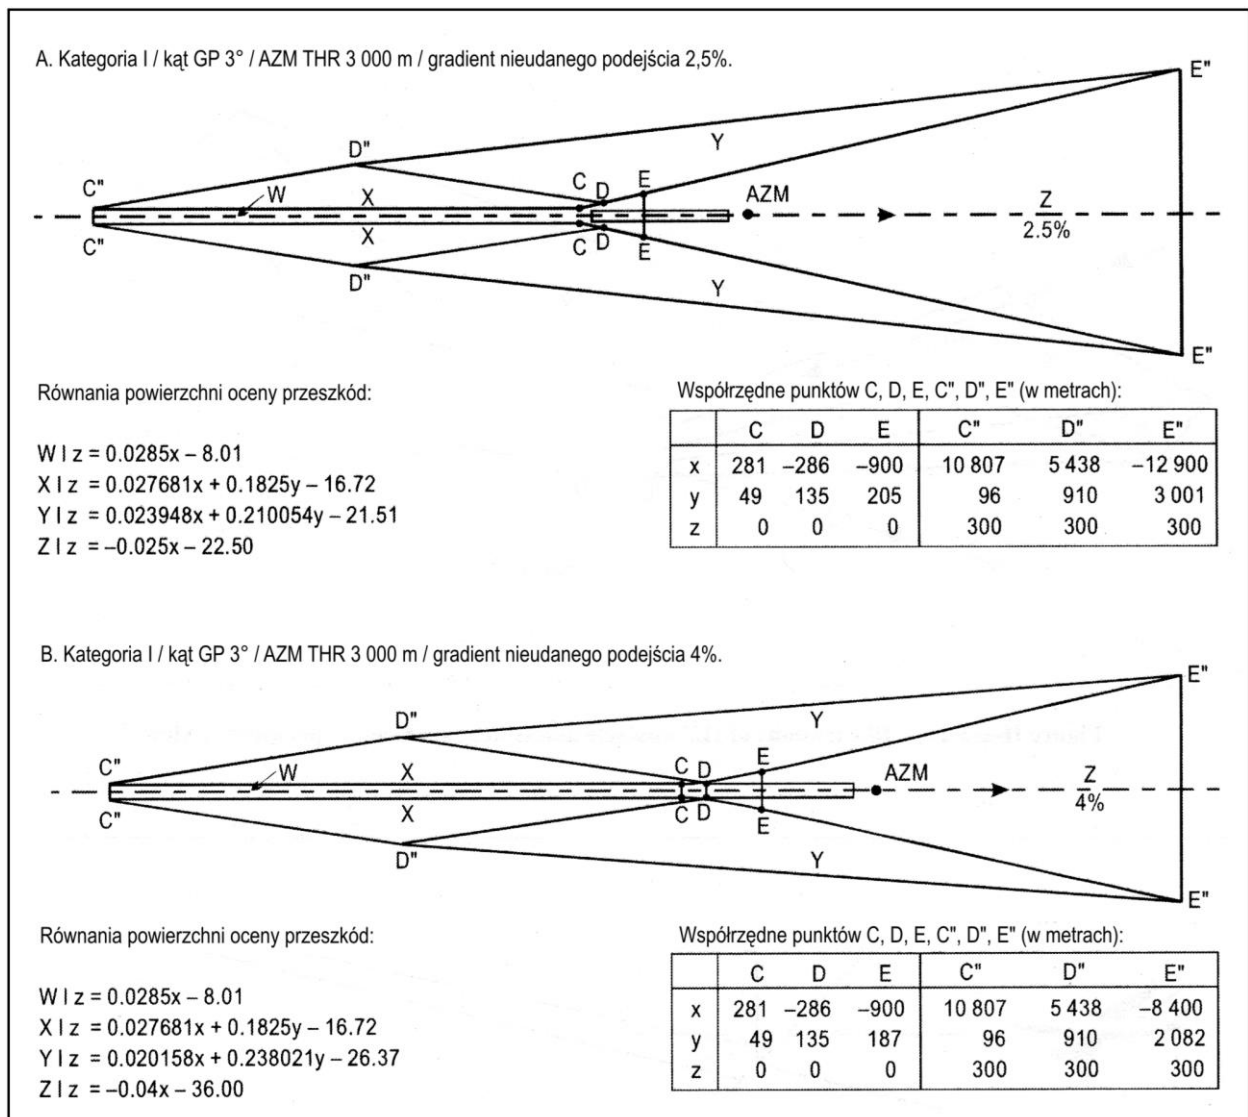 A. Kategoria I / kąt GP 3° / AZM THR 3 000 m / gradient nieudanego podejścia 2,5%.
E"
Y
D"
C" W X C D E AZM Z
2.5%
X
C" C D E
D"
Y
E"
Równania powierzchni oceny przeszkód:
W I z = 0.0285x – 8.01
X I z = 0.027681x + 0.1825y – 16.72
Y I z = 0.023948x + 0.210054y – 21.51
Z I z = –0.025x – 22.50
Współrzędne punktów C, D, E, C", D", E" (w metrach):
C D E C" D" E"
x 281 –286 –900 10 807 5 438 –12 900
y 49 135 205 96 910 3 001
z 0 0 0 300 300 300
B. Kategoria I / kąt GP 3° / AZM THR 3 000 m / gradient nieudanego podejścia 4%.
E"
D" Y
C" W X C D E AZM Z
4%
C" X C D E
D" Y
E"
Równania powierzchni oceny przeszkód:
W I z = 0.0285x – 8.01
X I z = 0.027681x + 0.1825y – 16.72
Y I z = 0.020158x + 0.238021y – 26.37
Z I z = –0.04x – 36.00
Współrzędne punktów C, D, E, C", D", E" (w metrach):
C D E C" D" E"
x 281 –286 –900 10 807 5 438 –8 400
y 49 135 187 96 910 2 082
z 0 0 0 300 300 300